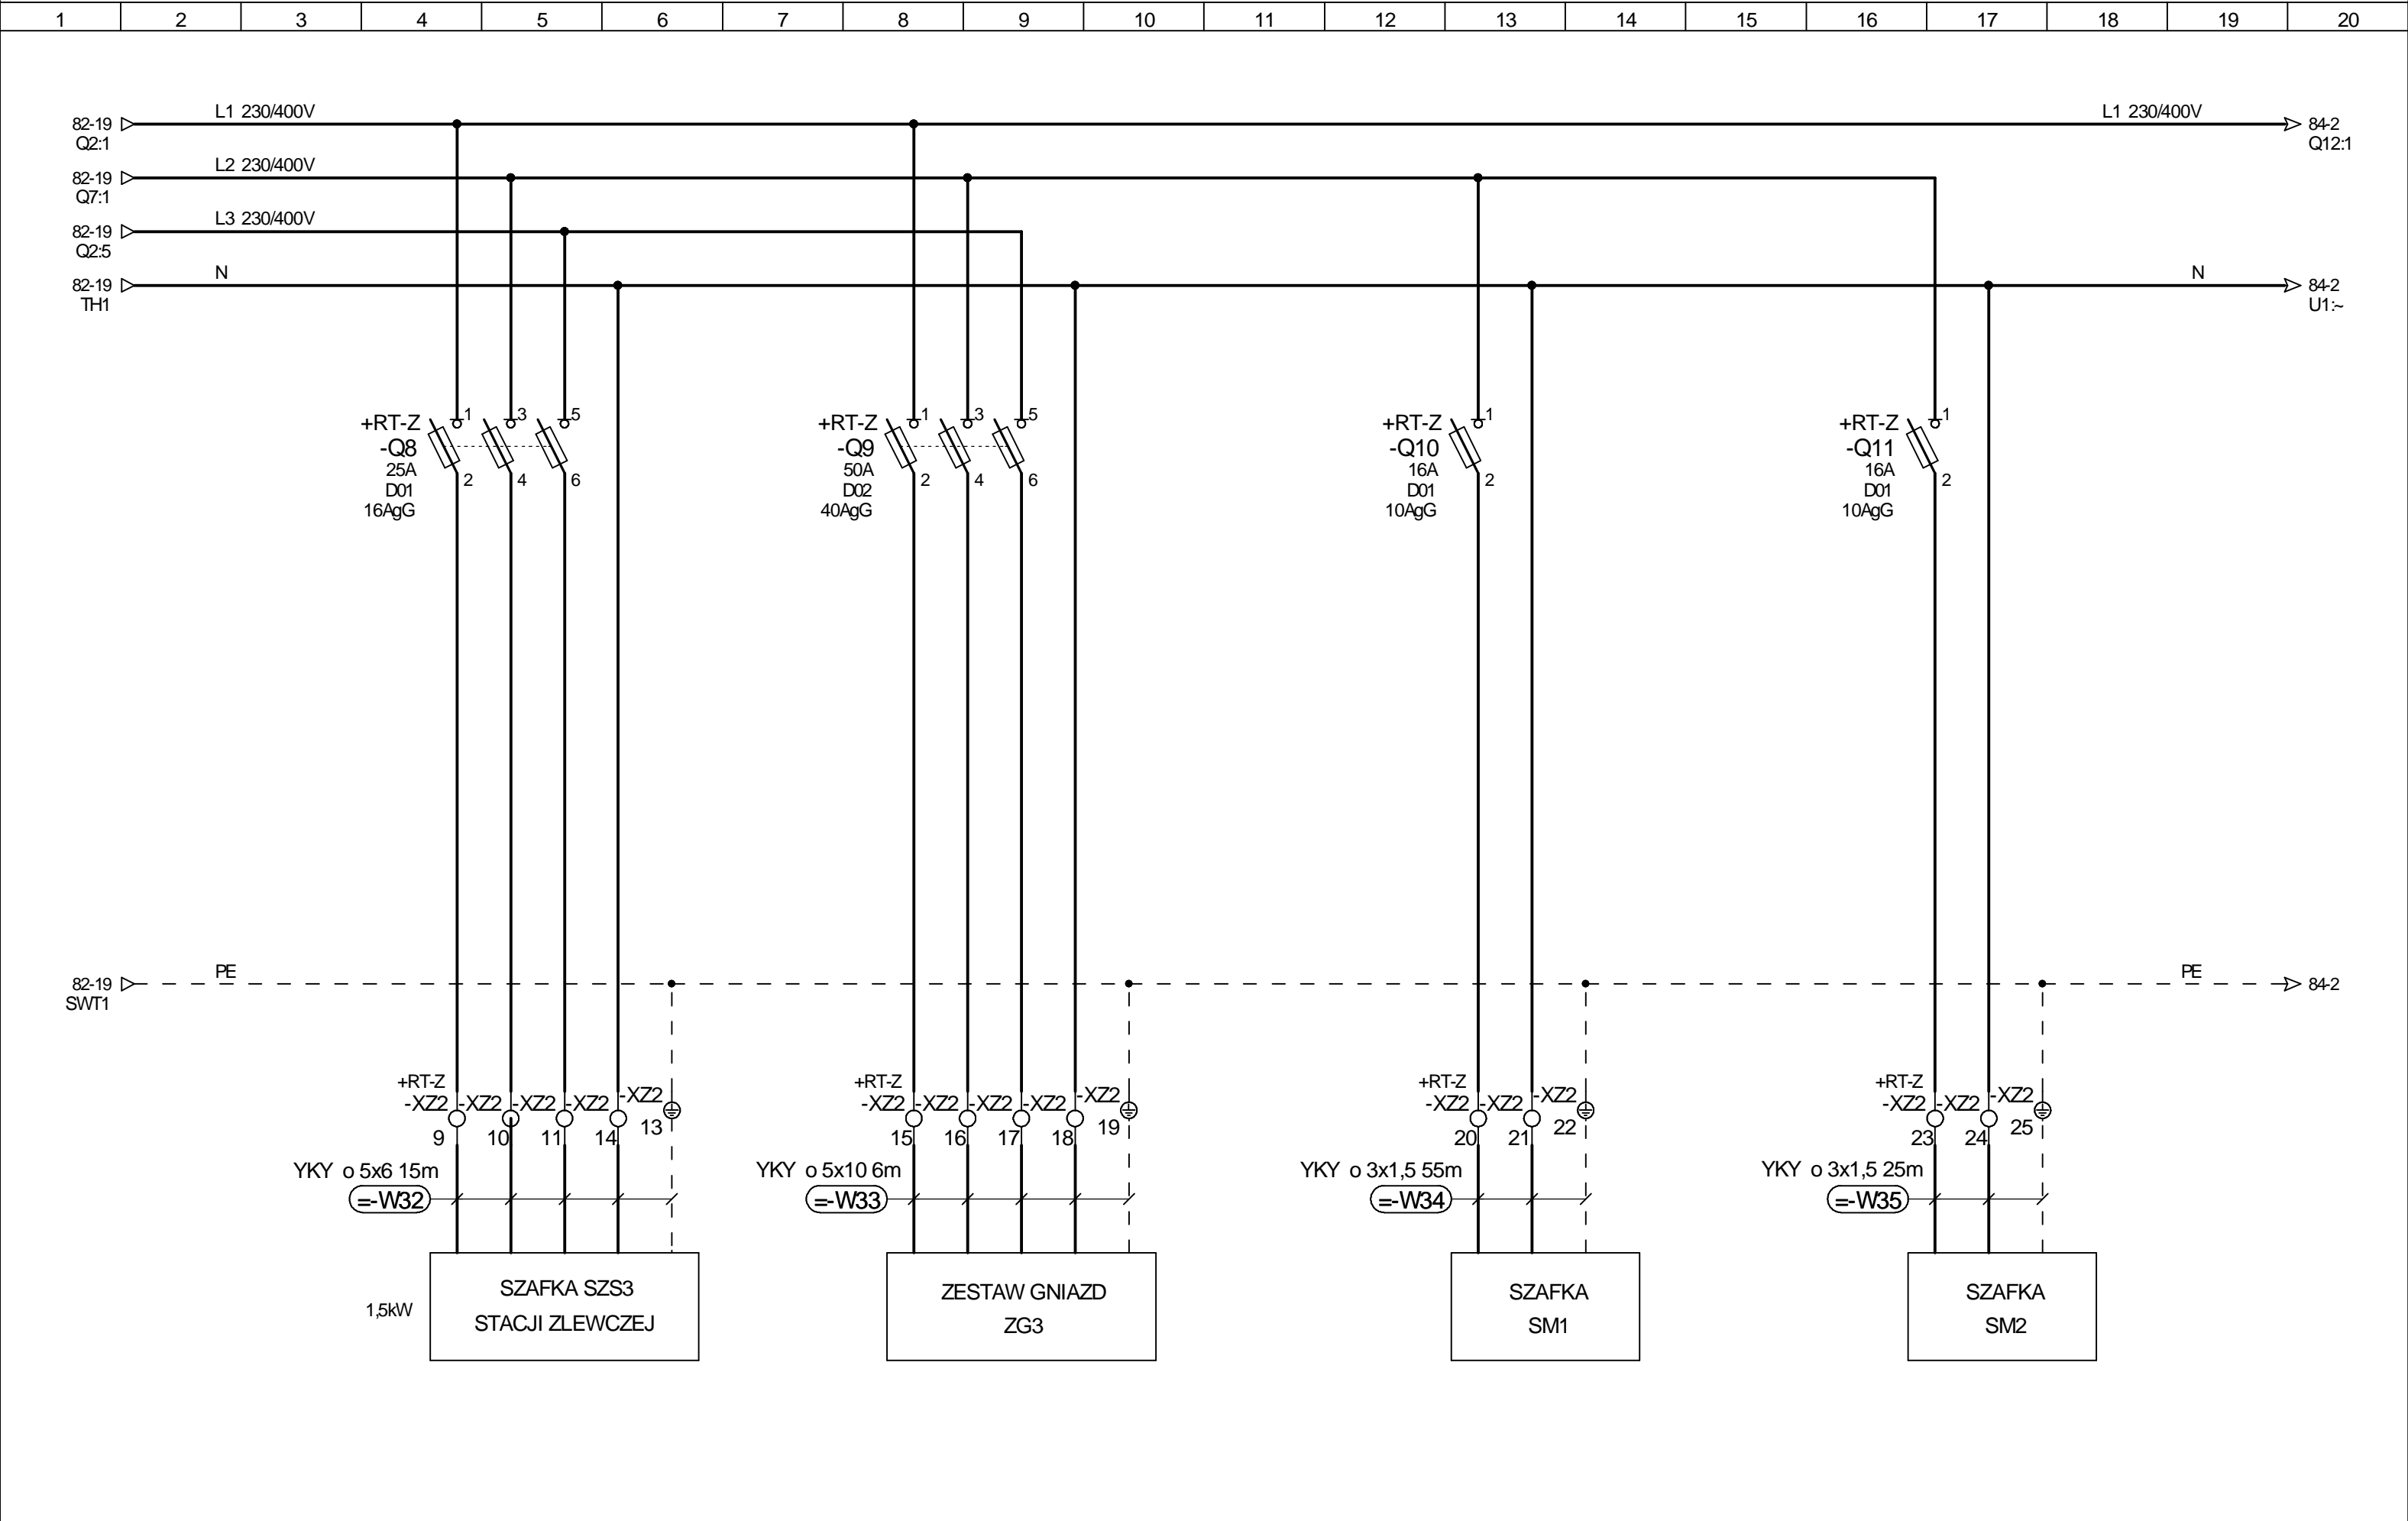 1 2 3 4 5 6 7 8 9 10 11 12 13 14 15 16 17 18 19 20
L1 230/400V
L1 230/400V
82-19
Q2:1
84-2
Q12:1
L2 230/400V
82-19
Q7:1
L3 230/400V
82-19
Q2:5
N
N
82-19
TH1
84-2
U1:~
+RT-Z
-Q8
25A
D01
16AgG
1 3 5
2 4 6
+RT-Z
-Q9
50A
D02
40AgG
1 3 5
2 4 6
+RT-Z
-Q10
16A
D01
10AgG
1
2
+RT-Z
-Q11
16A
D01
10AgG
1
2
PE
PE
82-19
SWT1
84-2
+RT-Z
-XZ2 -XZ2 -XZ2 -XZ2 -XZ2
9 10 11 14 13
YKY o 5x6 15m
=-W32
+RT-Z
-XZ2 -XZ2 -XZ2 -XZ2 -XZ2
15 16 17 18 19
YKY o 5x10 6m
=-W33
+RT-Z
-XZ2 -XZ2 -XZ2
20 21 22
YKY o 3x1,5 55m
=-W34
+RT-Z
-XZ2 -XZ2 -XZ2
23 24 25
YKY o 3x1,5 25m
=-W35
1,5kW
SZAFKA SZS3
STACJI ZLEWCZEJ
ZESTAW GNIAZD
ZG3
SZAFKA
SM1
SZAFKA
SM2